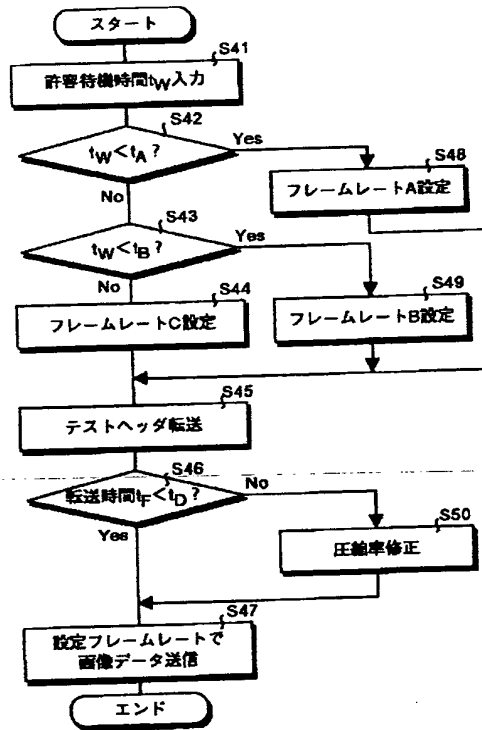 スタート
S41
許容待機時間tW入力
S42
tW<tA?
Yes
No
S48
フレームレートA設定
S43
tW<tB?
Yes
No
S44
フレームレートC設定
S49
フレームレートB設定
S45
テストヘッダ転送
S46
転送時間tF<tD?
No
Yes
S50
圧縮率修正
S47
設定フレームレートで
画像データ送信
エンド